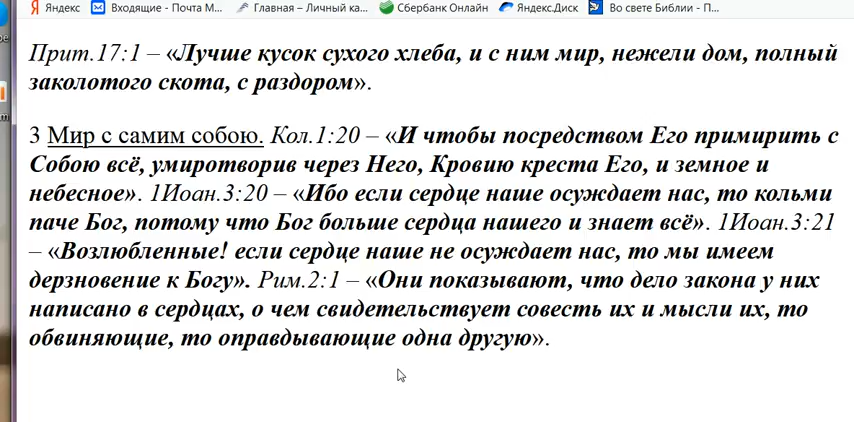 Яндекс Входящие - Почта M... Главная – Личный ка... Сбербанк Онлайн Яндекс.Диск Во свете Библии - П...
Прит.17:1 – «Лучше кусок сухого хлеба, и с ним мир, нежели дом, полный
заколотого скота, с раздором».
3 Мир с самим собою. Кол.1:20 – «И чтобы посредством Его примирить с
Собою всё, умиротворив через Него, Кровию креста Его, и земное и
небесное». 1Иоан.3:20 – «Ибо если сердце наше осуждает нас, то кольми
паче Бог, потому что Бог больше сердца нашего и знает всё». 1Иоан.3:21
– «Возлюбленные! если сердце наше не осуждает нас, то мы имеем
дерзновение к Богу». Рим.2:1 – «Они показывают, что дело закона у них
написано в сердцах, о чем свидетельствует совесть их и мысли их, то
обвиняющие, то оправдывающие одна другую».